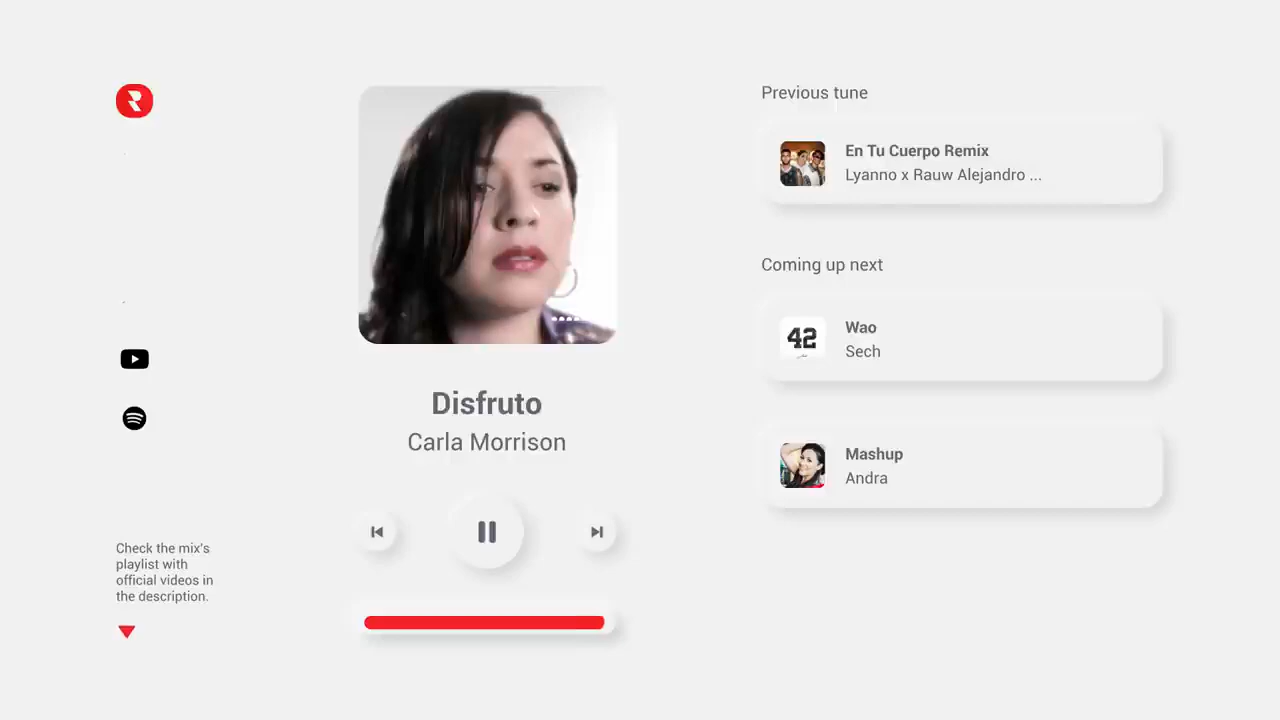 Previous tune
En Tu Cuerpo Remix
Lyanno x Rauw Alejandro ...
Coming up next
42
Wao
Sech
Mashup
Andra
Disfruto
Carla Morrison
Check the mix's
playlist with
official videos in
the description.